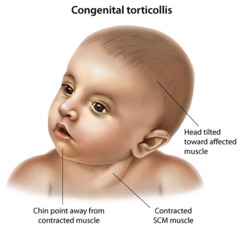 Congenital torticollis
Head tilted
toward affected
muscle
Chin point away from
contracted muscle
Contracted
SCM muscle